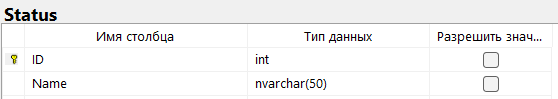 Status
Имя столбца Тип данных Разрешить знач...
ID int
Name nvarchar(50)